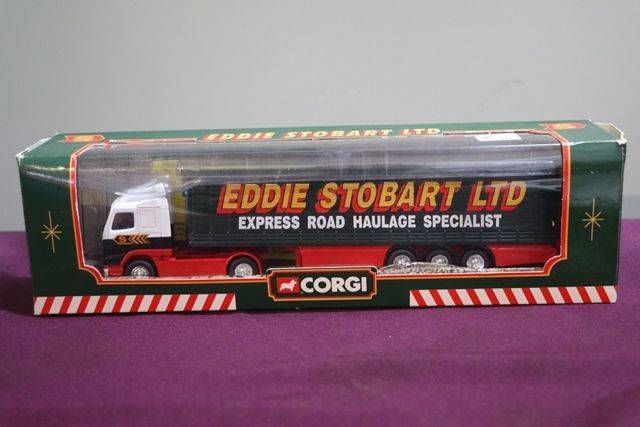 EDDIE STOBART LTD
EDDIE STOBART LTD
EXPRESS ROAD HAULAGE SPECIALIST
S
CORGI